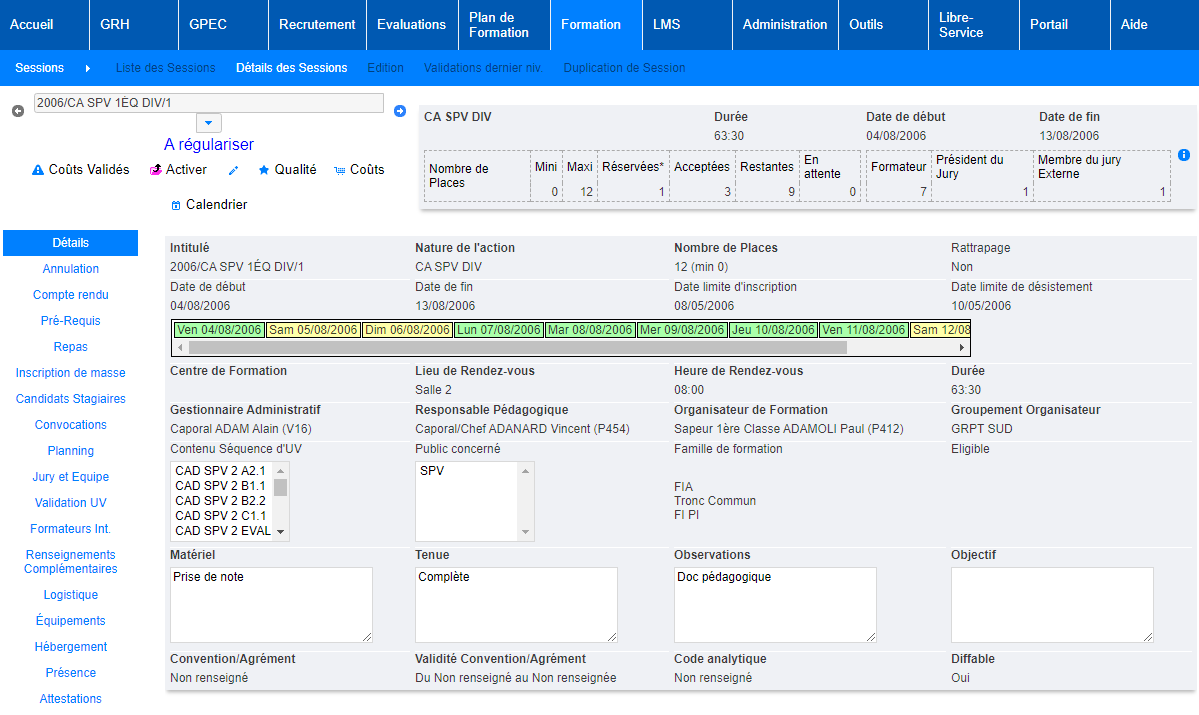 Accueil GRH GPEC Recrutement Evaluations Plan de Formation Formation LMS Administration Outils Libre-Service Portail Aide
Sessions Liste des Sessions Détails des Sessions Edition Validations dernier niv. Duplication de Session
2006/CA SPV 1ÉQ DIV/1
A régulariser
Coûts Validés Activer Qualité Coûts
Calendrier
CA SPV DIV Durée Date de début Date de fin
63:30 04/08/2006 13/08/2006
Nombre de Places Mini Maxi Réservées* Acceptées Restantes En attente Formateur Président du Jury Membre du jury Externe
0 12 1 3 9 0 7 1 1
Détails
Annulation
Compte rendu
Pré-Requis
Repas
Inscription de masse
Candidats Stagiaires
Convocations
Planning
Jury et Equipe
Validation UV
Formateurs Int.
Renseignements
Complémentaires
Logistique
Équipements
Hébergement
Présence
Attestations
Intitulé Nature de l'action Nombre de Places Rattrapage
2006/CA SPV 1ÉQ DIV/1 CA SPV DIV 12 (min 0) Non
Date de début Date de fin Date limite d'inscription Date limite de désistement
04/08/2006 13/08/2006 08/05/2006 10/05/2006
Ven 04/08/2006 Sam 05/08/2006 Dim 06/08/2006 Lun 07/08/2006 Mar 08/08/2006 Mer 09/08/2006 Jeu 10/08/2006 Ven 11/08/2006 Sam 12/08
Centre de Formation Lieu de Rendez-vous Heure de Rendez-vous Durée
Salle 2 08:00 63:30
Gestionnaire Administratif Responsable Pédagogique Organisateur de Formation Groupement Organisateur
Caporal ADAM Alain (V16) Caporal/Chef ADANARD Vincent (P454) Sapeur 1ère Classe ADAMOLI Paul (P412) GRPT SUD
Contenu Séquence d'UV Public concerné Famille de formation Eligible
CAD SPV 2 A2.1 SPV
CAD SPV 2 B1.1 FIA
CAD SPV 2 B2.2 Tronc Commun
CAD SPV 2 C1.1 FI PI
CAD SPV 2 EVAL
Matériel Tenue Observations Objectif
Prise de note Complète Doc pédagogique
Convention/Agrément Validité Convention/Agrément Code analytique Diffable
Non renseigné Du Non renseigné au Non renseignée Non renseigné Oui